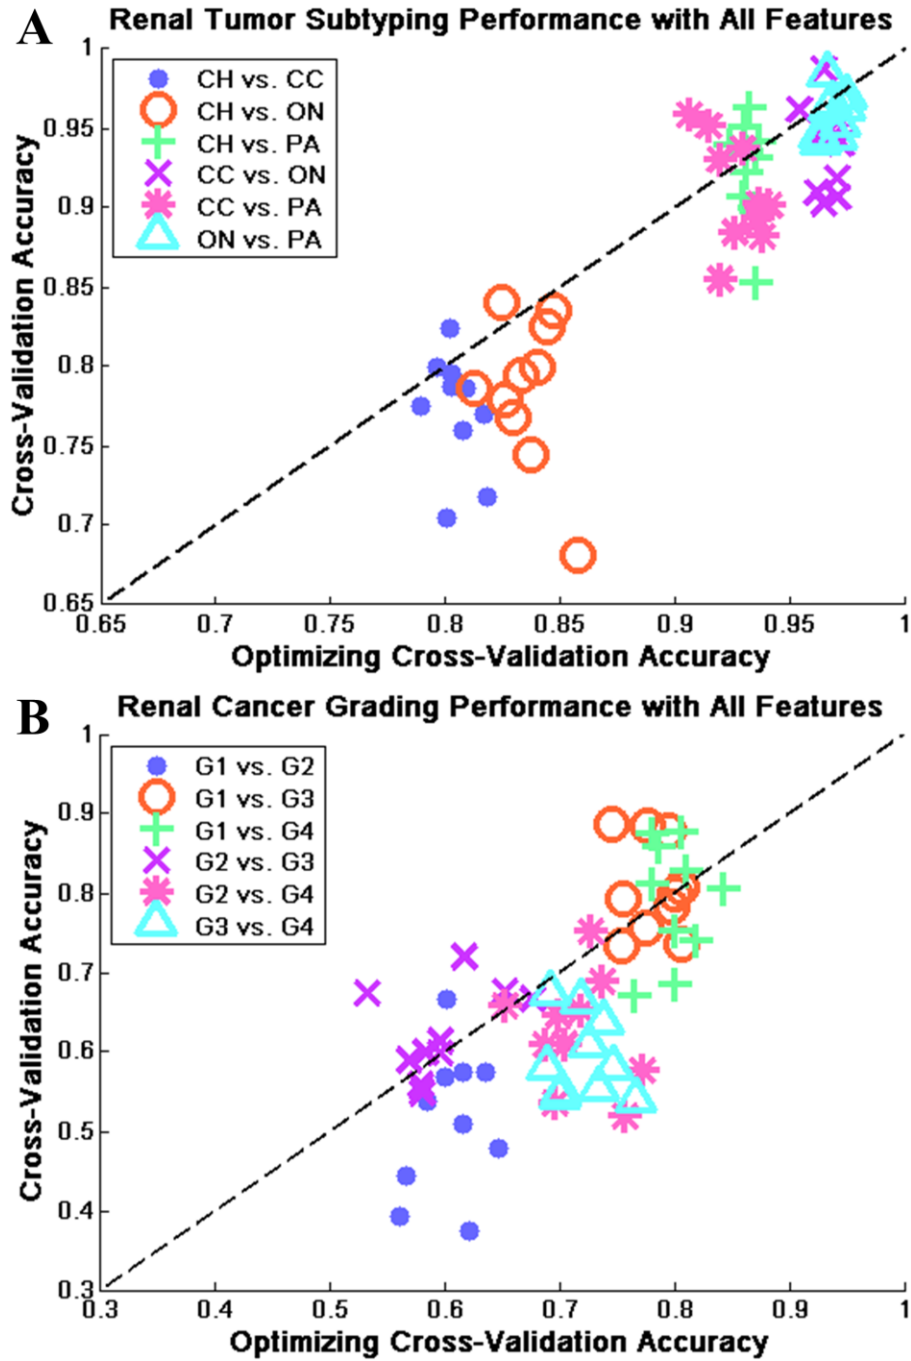 A
Renal Tumor Subtyping Performance with All Features
1
0.95
0.9
0.85
0.8
0.75
0.7
0.65
Cross-Validation Accuracy
CH vs. CC
CH vs. ON
CH vs. PA
CC vs. ON
CC vs. PA
ON vs. PA
0.65 0.7 0.75 0.8 0.85 0.9 0.95 1
Optimizing Cross-Validation Accuracy
B
Renal Cancer Grading Performance with All Features
1
0.9
0.8
0.7
0.6
0.5
0.4
0.3
Cross-Validation Accuracy
G1 vs. G2
G1 vs. G3
G1 vs. G4
G2 vs. G3
G2 vs. G4
G3 vs. G4
0.3 0.4 0.5 0.6 0.7 0.8 0.9 1
Optimizing Cross-Validation Accuracy